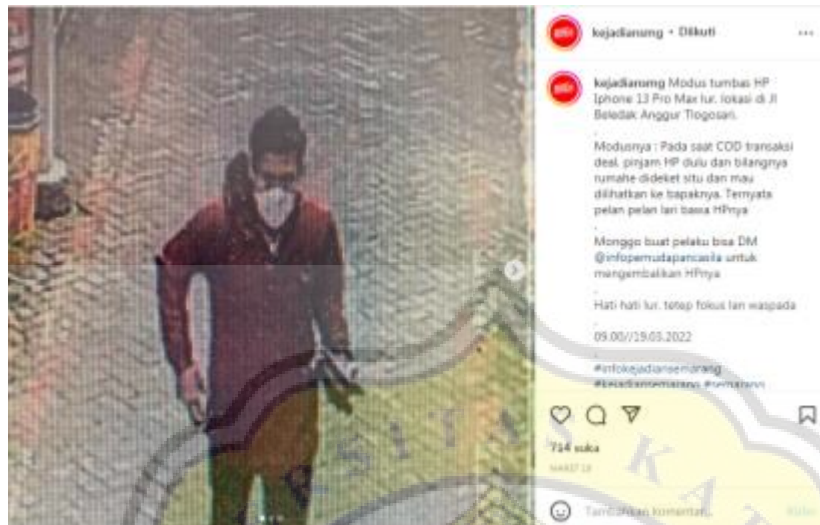 kejadiansmg • Diikuti
kejadiansmg Modus tumbas HP
Iphone 13 Pro Max lur, lokasi di Jl
Beledak Anggur Tlogosari.
.
Modusnya : Pada saat COD transaksi
deal, pinjam HP dulu dan bilangnya
rumahe dideket situ dan mau
dilihatkan ke bapaknya. Ternyata
pelan pelan lari bawa HPnya
.
Monggo buat pelaku bisa DM
@infopemudapancasila untuk
mengembalikan HPnya
.
Hati hati lur, tetep fokus lan waspada
.
09.00//19.03.2022
.
#infokejadiansemarang
#kejadiansemarang #semarang
714 suka
Tambahkan komentar...